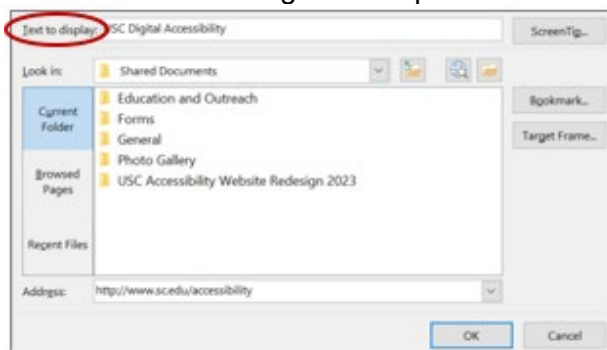 Text to display: USC Digital Accessibility
ScreenTip...
Look in: Shared Documents
Current Folder
Education and Outreach
Forms
General
Photo Gallery
USC Accessibility Website Redesign 2023
Browsed Pages
Recent Files
Bookmark...
Target Frame...
Address: http://www.sc.edu/accessibility
OK
Cancel